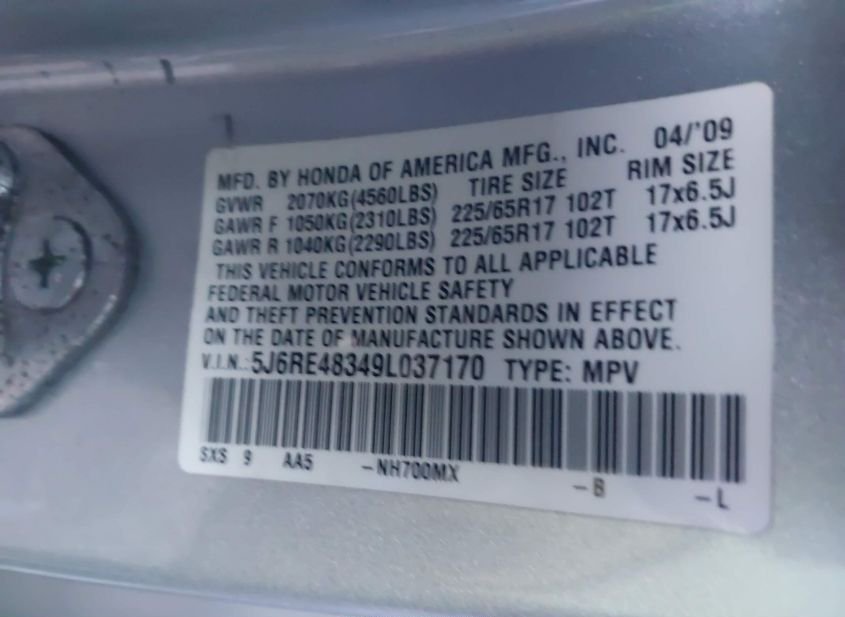 MFD. BY HONDA OF AMERICA MFG., INC. 04/'09
GVWR 2070KG(4560LBS) TIRE SIZE RIM SIZE
GAWR F 1050KG(2310LBS) 225/65R17 102T 17x6.5J
GAWR R 1040KG(2290LBS) 225/65R17 102T 17x6.5J
THIS VEHICLE CONFORMS TO ALL APPLICABLE
FEDERAL MOTOR VEHICLE SAFETY
AND THEFT PREVENTION STANDARDS IN EFFECT
ON THE DATE OF MANUFACTURE SHOWN ABOVE.
V.I.N.:5J6RE48349L037170 TYPE: MPV
SXS 9 AA5 -NH700MX -B -L